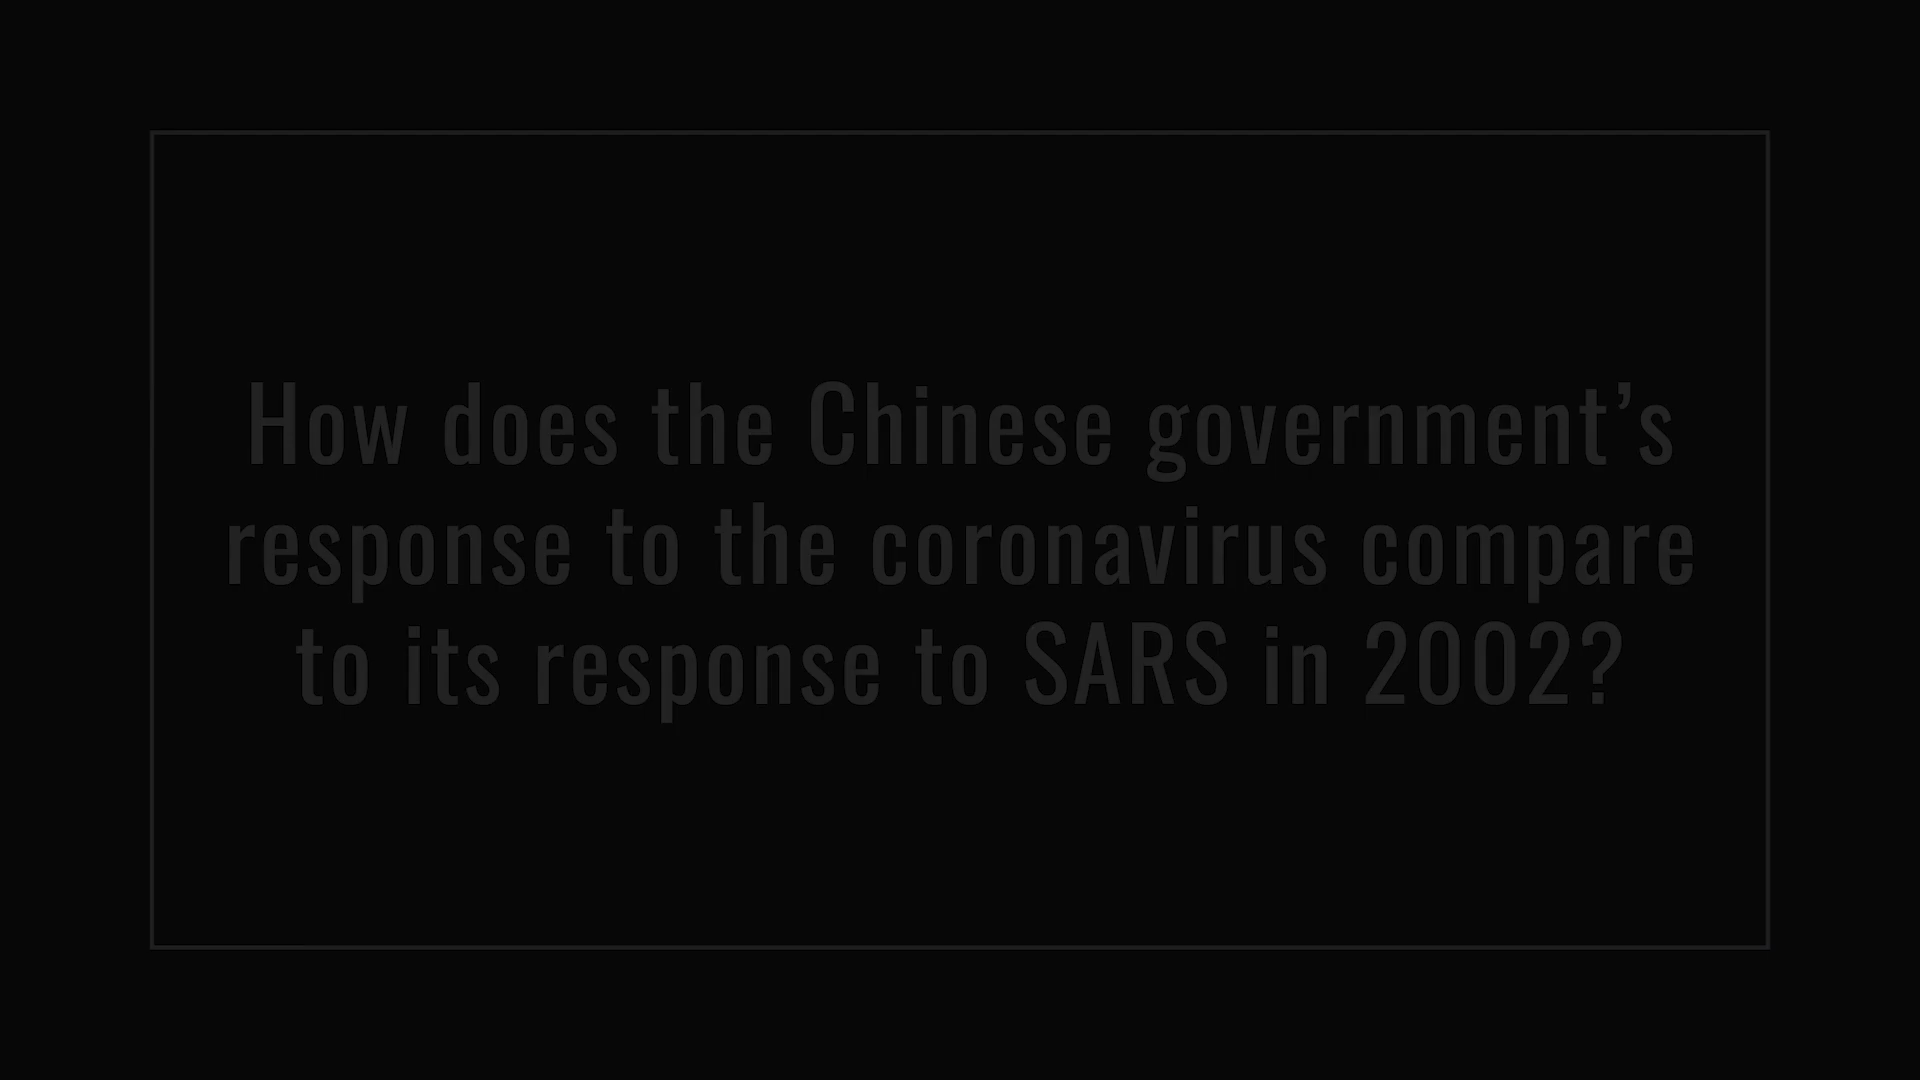 How does the Chinese government’s
response to the coronavirus compare
to its response to SARS in 2002?